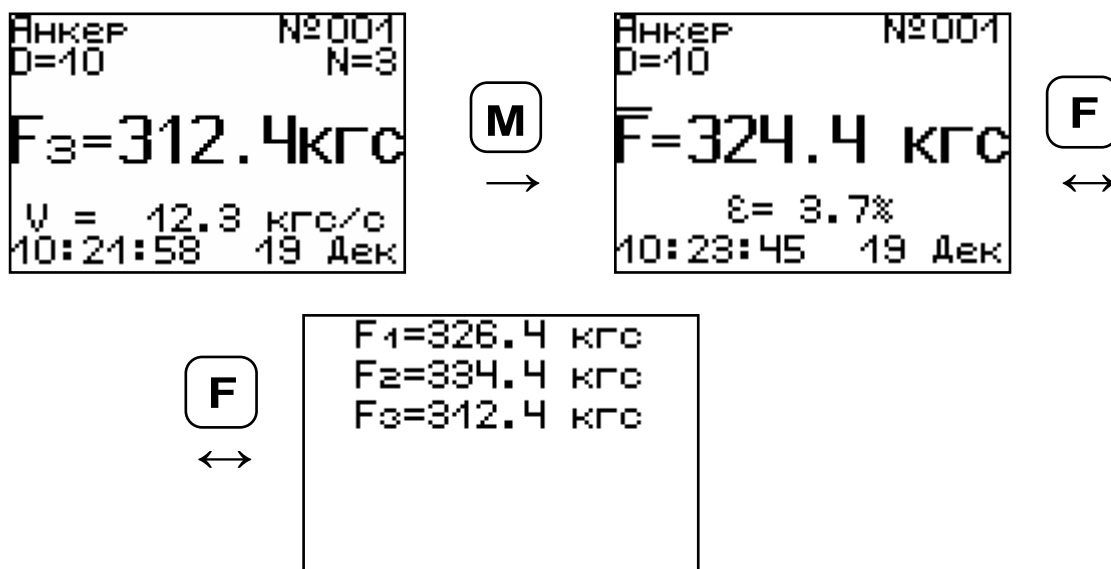 Анкер №001
D=10 N=3
F3=312.4кгс
V = 12.3 кгс/с
10:21:58 19 Дек
M
→
Анкер №001
D=10
F̅=324.4 кгс
ε= 3.7%
10:23:45 19 Дек
F
↔
F
↔
F1=326.4 кгс
F2=334.4 кгс
F3=312.4 кгс